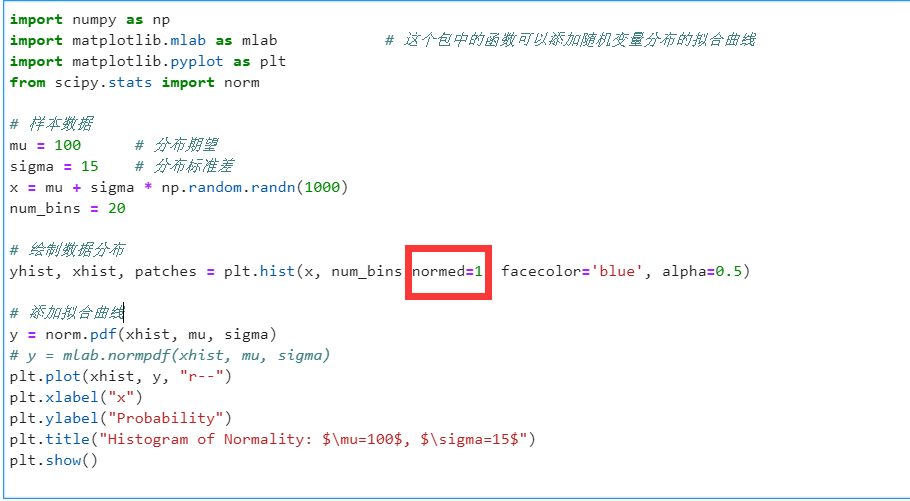 import numpy as np
import matplotlib.mlab as mlab # 这个包中的函数可以添加随机变量分布的拟合曲线
import matplotlib.pyplot as plt
from scipy.stats import norm
# 样本数据
mu = 100 # 分布期望
sigma = 15 # 分布标准差
x = mu + sigma * np.random.randn(1000)
num_bins = 20
# 绘制数据分布
yhist, xhist, patches = plt.hist(x, num_bins normed=1 facecolor='blue', alpha=0.5)
# 添加拟合曲线
y = norm.pdf(xhist, mu, sigma)
# y = mlab.normpdf(xhist, mu, sigma)
plt.plot(xhist, y, "r--")
plt.xlabel("x")
plt.ylabel("Probability")
plt.title("Histogram of Normality: $\mu=100$, $\sigma=15$")
plt.show()